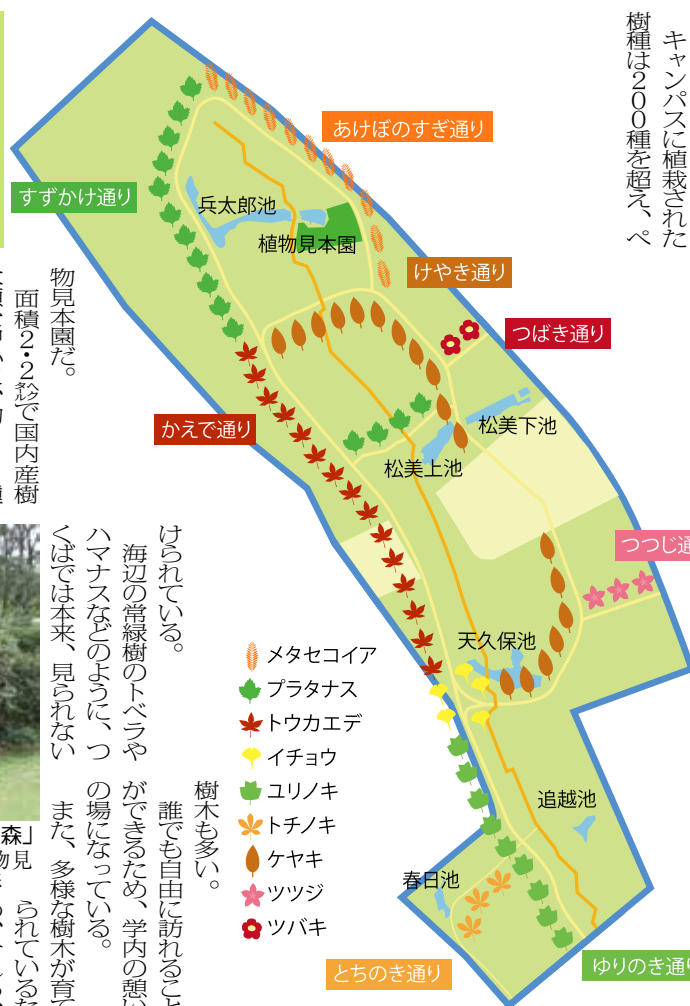 キャンパスに植栽された
樹種は２００種を超え、ペ
あけぼのすぎ通り
すずかけ通り
兵太郎池
植物見本園
けやき通り
つばき通り
かえで通り
松美下池
松美上池
つつじ通
天久保池
追越池
春日池
とちのき通り
ゆりのき通り
メタセコイア
プラタナス
トウカエデ
イチョウ
ユリノキ
トチノキ
ケヤキ
ツツジ
ツバキ
物見本園だ。
面積２・２㌶で国内産樹
けられている。
海辺の常緑樹のトベラや
ハマナスなどのように、つ
くばでは本来、見られない
樹木も多い。
誰でも自由に訪れること
ができるため、学内の憩い
の場になっている。
また、多様な樹木が育て
られているた
森」
物見